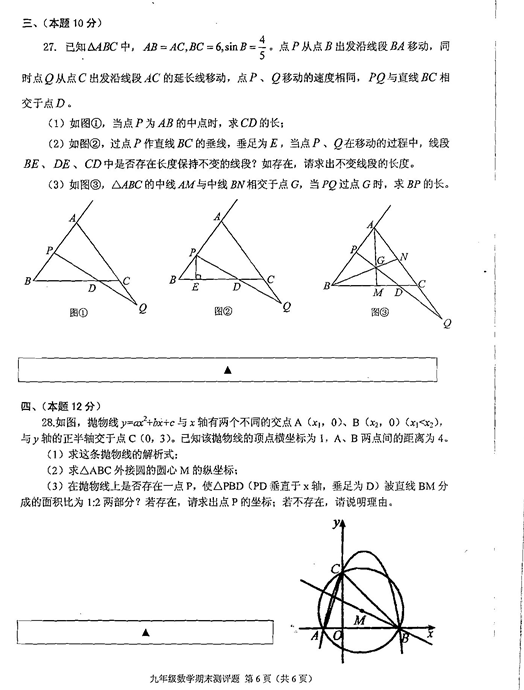 三、（本题10分）
27. 已知△ABC中，AB=AC,BC=6,sin B=4/5。点P从点B出发沿线段BA移动，同
时点Q从点C出发沿线段AC的延长线移动，点P、Q移动的速度相同，PQ与直线BC相
交于点D。
（1）如图①，当点P为AB的中点时，求CD的长；
（2）如图②，过点P作直线BC的垂线，垂足为E，当点P、Q在移动的过程中，线段
BE、DE、CD中是否存在长度保持不变的线段？如存在，请求出不变线段的长度。
（3）如图③，△ABC的中线AM与中线BN相交于点G，当PQ过点G时，求BP的长。
A
P
B
D
C
Q
图①
A
P
B
E
D
C
Q
图②
A
P
N
G
B
M
D
C
Q
图③
▲
四、（本题12分）
28.如图，抛物线y=ax²+bx+c与x轴有两个不同的交点A（x₁，0）、B（x₂，0）（x₁<x₂），
与y轴的正半轴交于点C（0，3）。已知该抛物线的顶点横坐标为1，A、B两点间的距离为4。
（1）求这条抛物线的解析式；
（2）求△ABC外接圆的圆心M的纵坐标；
（3）在抛物线上是否存在一点P，使△PBD（PD垂直于x轴，垂足为D）被直线BM分
成的面积比为1:2两部分？若存在，请求出点P的坐标；若不存在，请说明理由。
y
C
M
A
O
B
x
▲
九年级数学期末测评题 第6页（共6页）